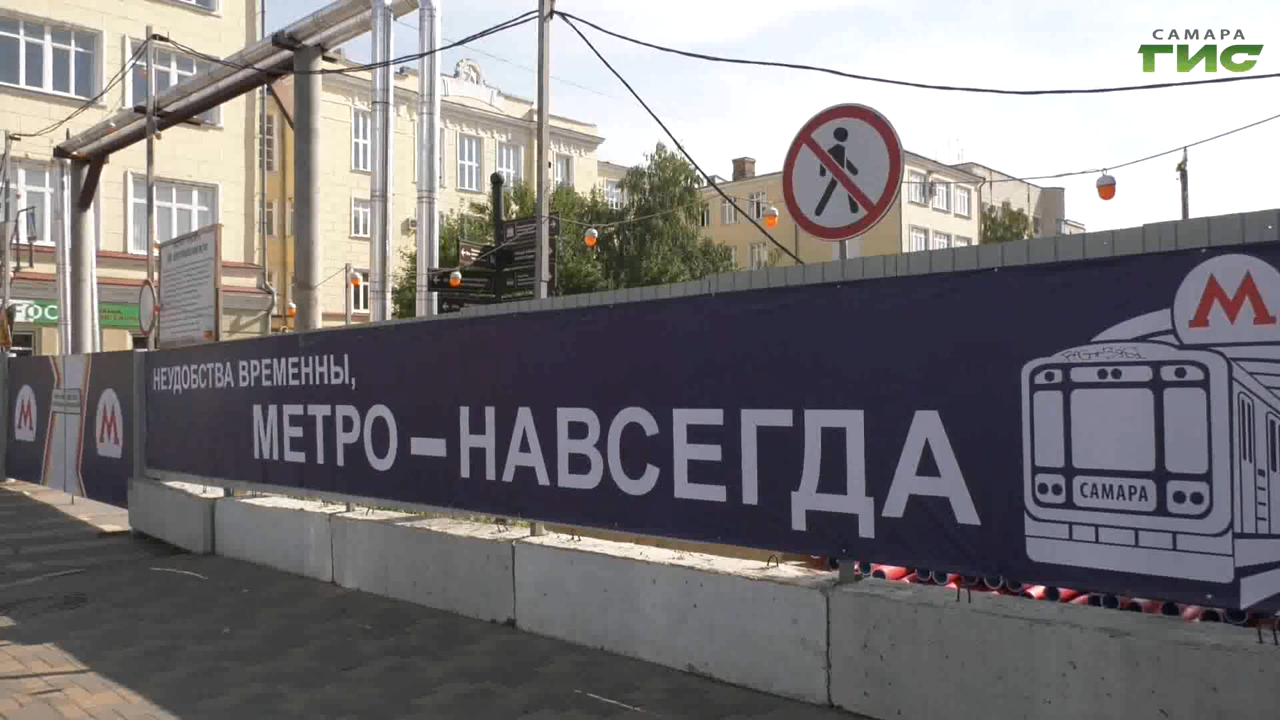 САМАРА
ГИС
НЕУДОБСТВА ВРЕМЕННЫ,
МЕТРО – НАВСЕГДА
М
САМАРА
М
М